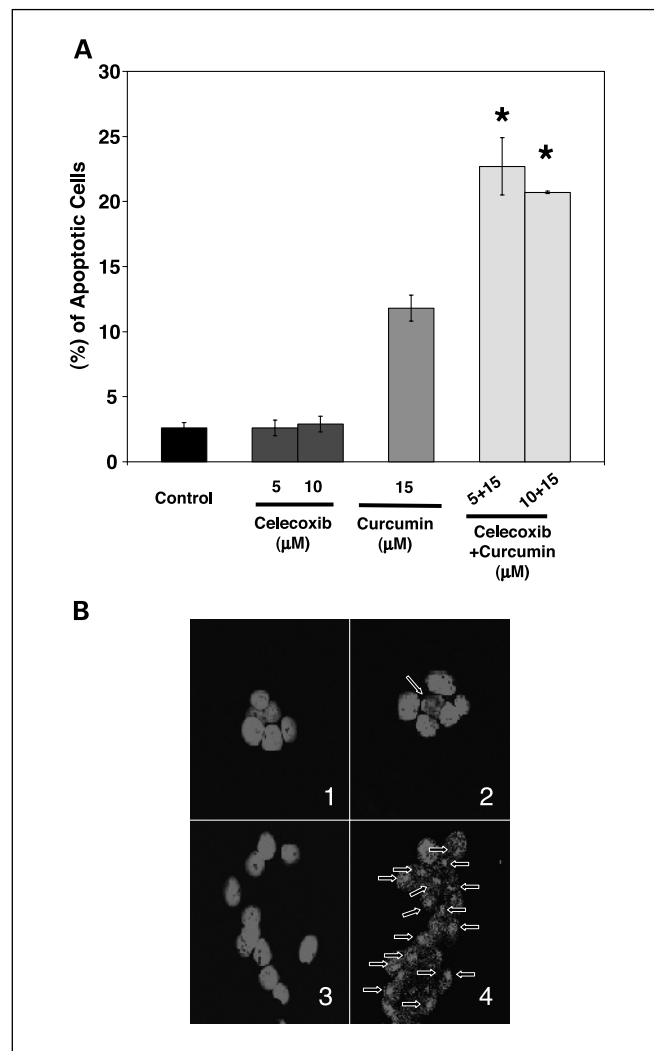 A
30
25
20
15
10
5
0
(%) of Apoptotic Cells
* *
Control
5 10
Celecoxib
(μM)
15
Curcumin
(μM)
5+15 10+15
Celecoxib
+Curcumin
(μM)
B
1 2
3 4